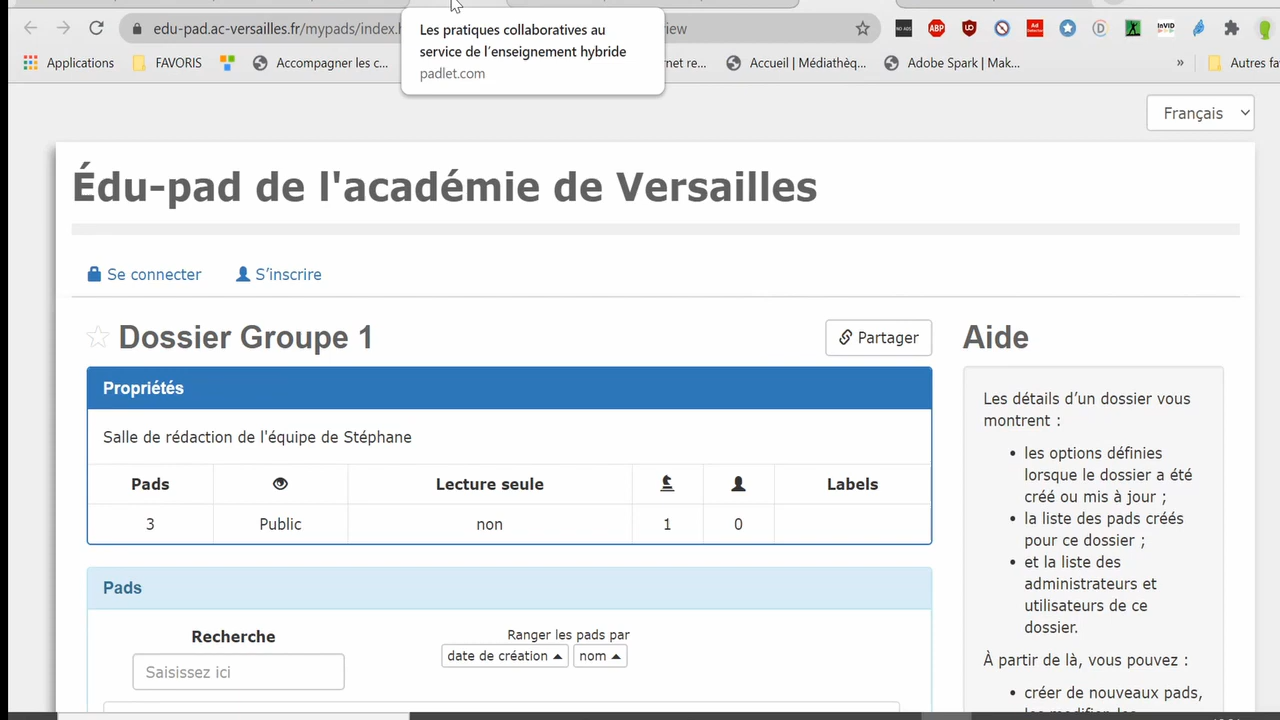 edu-pad.ac-versailles.fr/mypads/index.h
iew
Les pratiques collaboratives au
service de l'enseignement hybride
padlet.com
Applications
FAVORIS
Accompagner les c...
rnet re...
Accueil | Médiathèq...
Adobe Spark | Mak...
»
Autres fa
Français
Édu-pad de l'académie de Versailles
Se connecter
S'inscrire
Dossier Groupe 1
Partager
Propriétés
Salle de rédaction de l'équipe de Stéphane
Pads
Lecture seule
Labels
3
Public
non
1
0
Pads
Recherche
Saisissez ici
Ranger les pads par
date de création
nom
Aide
Les détails d'un dossier vous
montrent :
• les options définies
lorsque le dossier a été
créé ou mis à jour ;
• la liste des pads créés
pour ce dossier ;
• et la liste des
administrateurs et
utilisateurs de ce
dossier.
À partir de là, vous pouvez :
• créer de nouveaux pads,